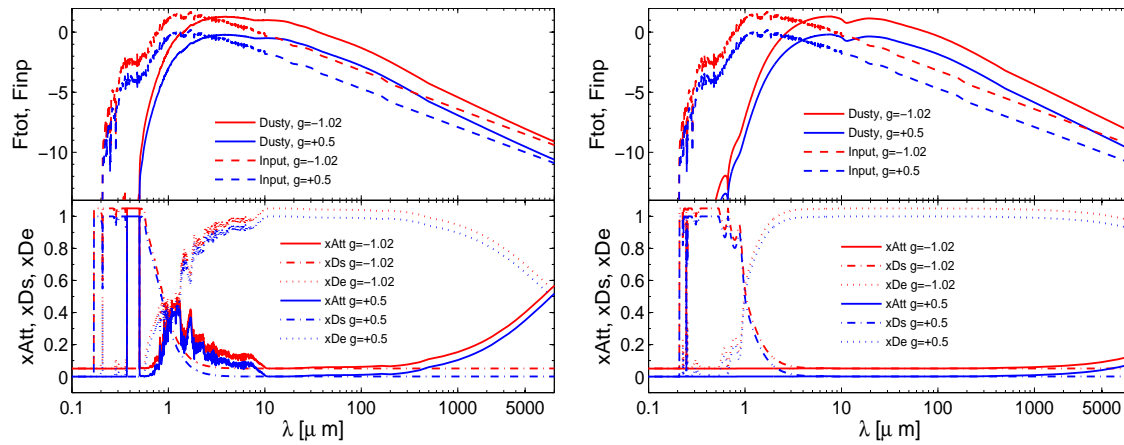 Ftot, Finp
0
−5
−10
Dusty, g=−1.02
Dusty, g=+0.5
Input, g=−1.02
Input, g=+0.5
xAtt, xDs, xDe
1
0.8
0.6
0.4
0.2
0
xAtt g=−1.02
xDs g=−1.02
xDe g=−1.02
xAtt g=+0.5
xDs g=+0.5
xDe g=+0.5
0.1 1 10 100 1000 5000
λ [μ m]
Ftot, Finp
0
−5
−10
Dusty, g=−1.02
Dusty, g=+0.5
Input, g=−1.02
Input, g=+0.5
xAtt, xDs, xDe
1
0.8
0.6
0.4
0.2
0
xAtt g=−1.02
xDs g=−1.02
xDe g=−1.02
xAtt g=+0.5
xDs g=+0.5
xDe g=+0.5
0.1 1 10 100 1000 5000
λ [μ m]